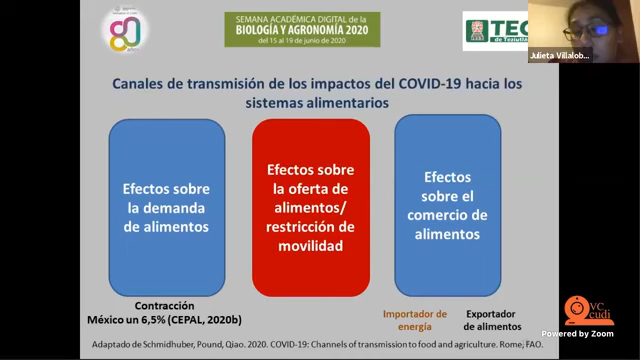 SEMANA ACADÉMICA DIGITAL de la
BIOLOGÍA Y AGRONOMÍA 2020
del 15 al 19 de junio de 2020
TEC
de Teziutlán
Julieta Villalob...
Canales de transmisión de los impactos del COVID-19 hacia los
sistemas alimentarios
Efectos sobre
la demanda
de alimentos
Efectos sobre
la oferta de
alimentos/
restricción de
movilidad
Efectos
sobre el
comercio de
alimentos
Contracción
México un 6,5% (CEPAL, 2020b)
Importador de
energía
Exportador
de alimentos
VC
cudi
Powered by Zoom
Adaptado de Schmidhuber, Pound, Qiao. 2020. COVID-19: Channels of transmission to food and agriculture. Rome, FAO.